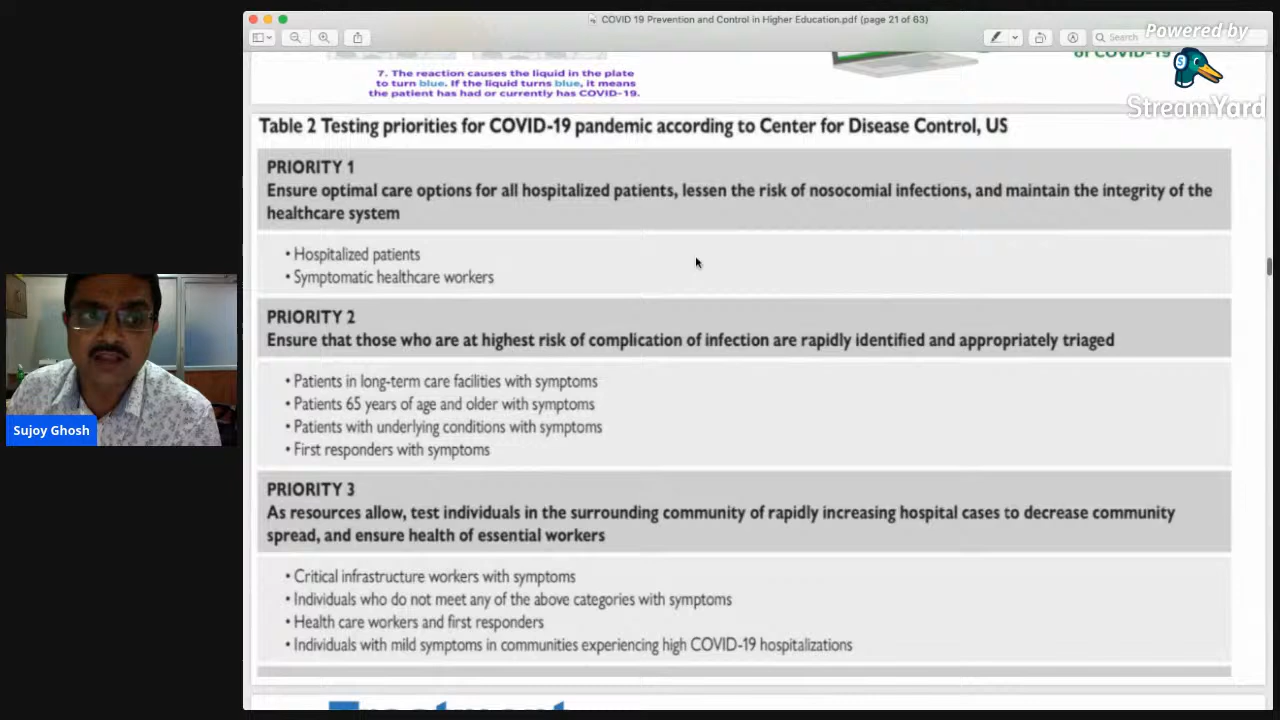 COVID 19 Prevention and Control in Higher Education.pdf (page 21 of 63)
Powered by
Search
StreamYard
of COVID-19
7. The reaction causes the liquid in the plate
to turn blue. If the liquid turns blue, it means
the patient has had or currently has COVID-19.
Table 2 Testing priorities for COVID-19 pandemic according to Center for Disease Control, US
PRIORITY 1
Ensure optimal care options for all hospitalized patients, lessen the risk of nosocomial infections, and maintain the integrity of the
healthcare system
• Hospitalized patients
• Symptomatic healthcare workers
PRIORITY 2
Ensure that those who are at highest risk of complication of infection are rapidly identified and appropriately triaged
• Patients in long-term care facilities with symptoms
• Patients 65 years of age and older with symptoms
• Patients with underlying conditions with symptoms
• First responders with symptoms
Sujoy Ghosh
PRIORITY 3
As resources allow, test individuals in the surrounding community of rapidly increasing hospital cases to decrease community
spread, and ensure health of essential workers
• Critical infrastructure workers with symptoms
• Individuals who do not meet any of the above categories with symptoms
• Health care workers and first responders
• Individuals with mild symptoms in communities experiencing high COVID-19 hospitalizations